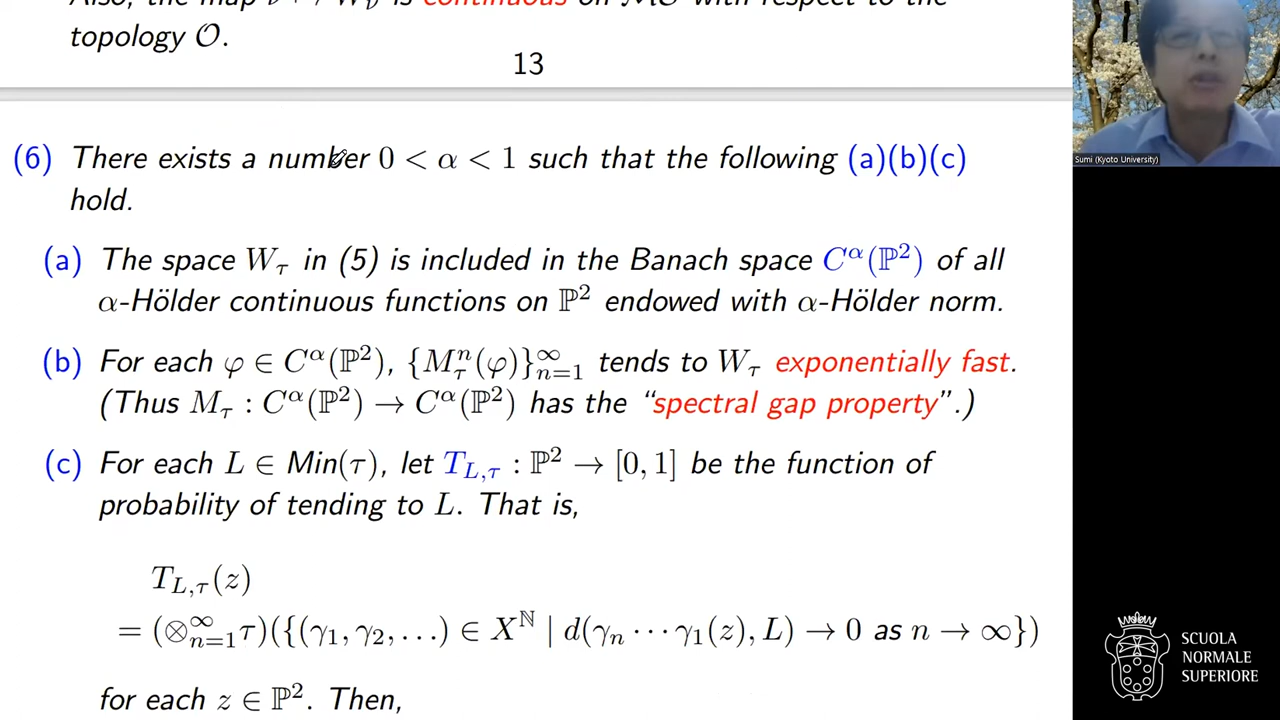 topology 𝒪.
13
(6) There exists a number 0 < α < 1 such that the following (a)(b)(c)
hold.
(a) The space W_τ in (5) is included in the Banach space C^α(ℙ²) of all
α-Hölder continuous functions on ℙ² endowed with α-Hölder norm.
(b) For each φ ∈ C^α(ℙ²), {M_τ^n(φ)}_{n=1}^∞ tends to W_τ exponentially fast.
(Thus M_τ : C^α(ℙ²) → C^α(ℙ²) has the “spectral gap property”.)
(c) For each L ∈ Min(τ), let T_{L,τ} : ℙ² → [0, 1] be the function of
probability of tending to L. That is,
T_{L,τ}(z)
= (⊗_{n=1}^∞ τ)({(γ₁, γ₂, …) ∈ X^ℕ | d(γ_n ⋯ γ₁(z), L) → 0 as n → ∞})
for each z ∈ ℙ². Then,
Sumi (Kyoto University)
SCUOLA
NORMALE
SUPERIORE